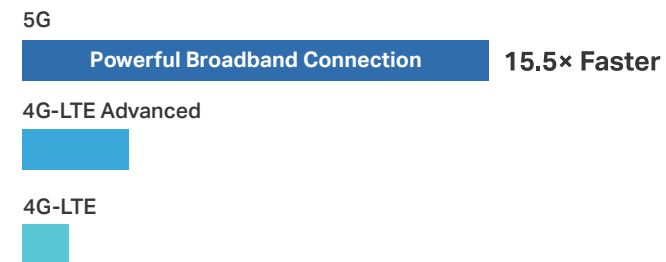 5G
Powerful Broadband Connection 15.5× Faster
4G-LTE Advanced
4G-LTE